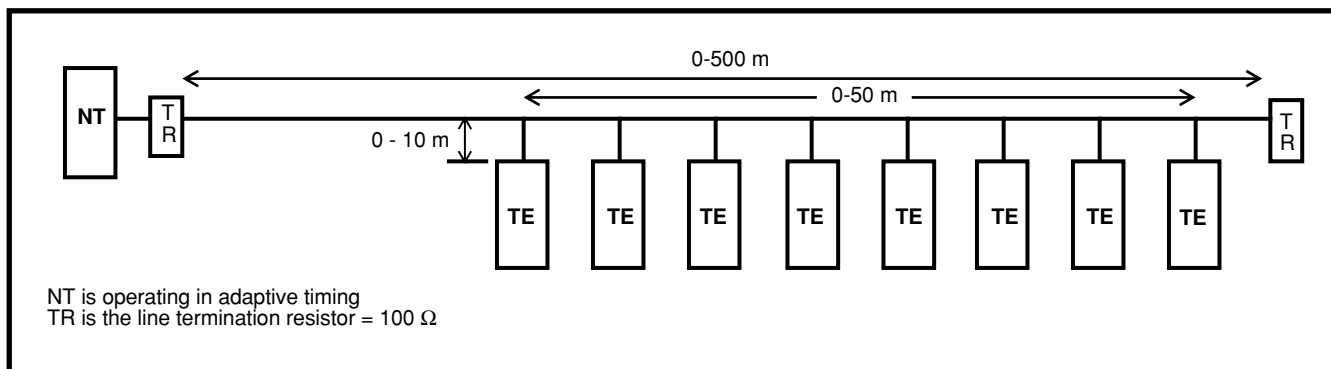 0-500 m
0-50 m
NT
T
R
T
R
0 - 10 m
TE
TE
TE
TE
TE
TE
TE
TE
NT is operating in adaptive timing
TR is the line termination resistor = 100 Ω